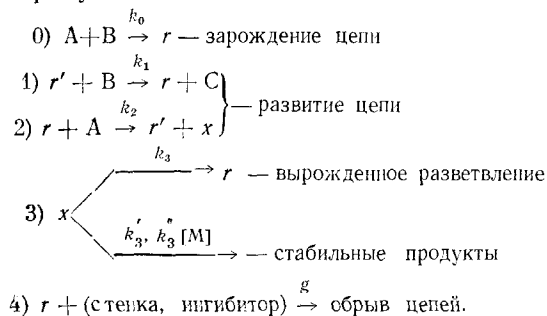 k₀
0) A+B → r — зарождение цепи
k₁
1) r′ + B → r + C
— развитие цепи
k₂
2) r + A → r′ + x
k₃
→ r — вырожденное разветвление
3) x
k₃′, k₃″ [M]
→ — стабильные продукты
g
4) r + (стенка, ингибитор) → обрыв цепей.